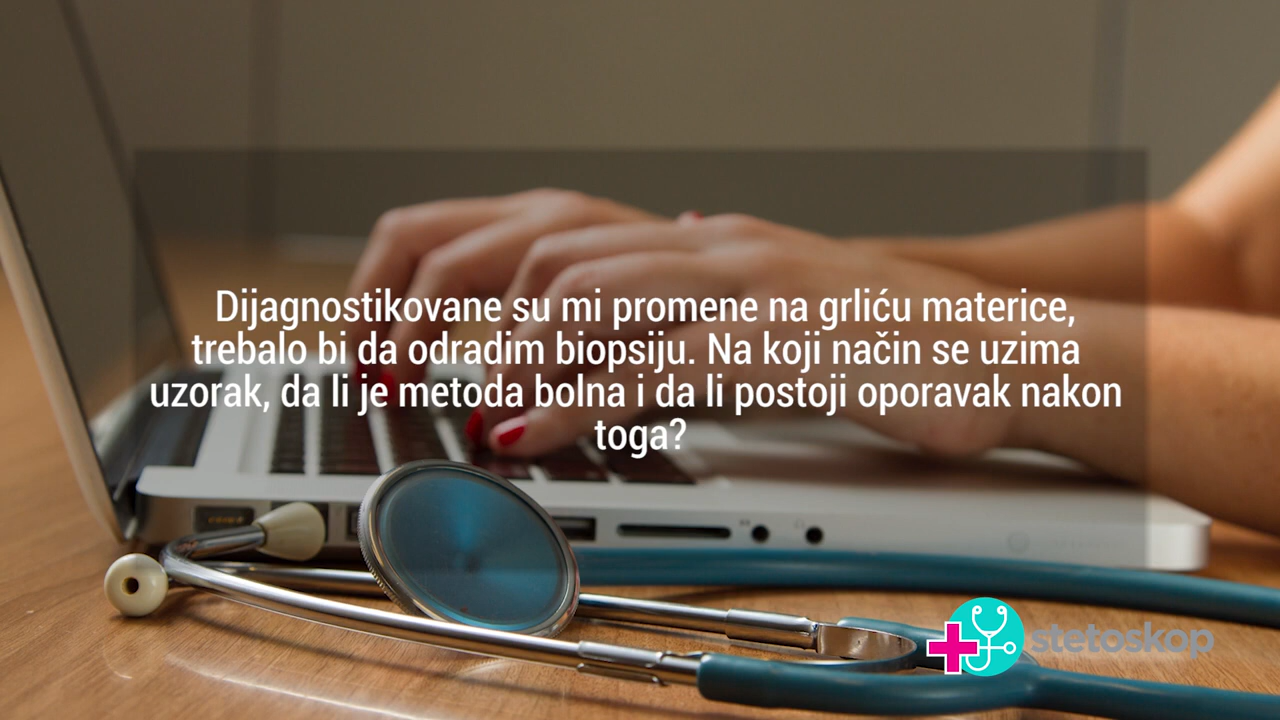 Dijagnostikovane su mi promene na grliću materice,
trebalo bi da odradim biopsiju. Na koji način se uzima
uzorak, da li je metoda bolna i da li postoji oporavak nakon
toga?
stetoskop